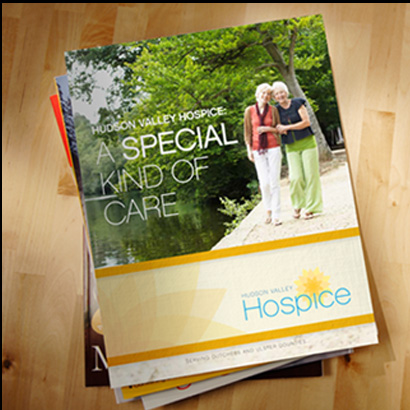 HUDSON VALLEY HOSPICE:
A SPECIAL
KIND OF
CARE
HUDSON VALLEY
Hospice
SERVING DUTCHESS AND ULSTER COUNTIES
M